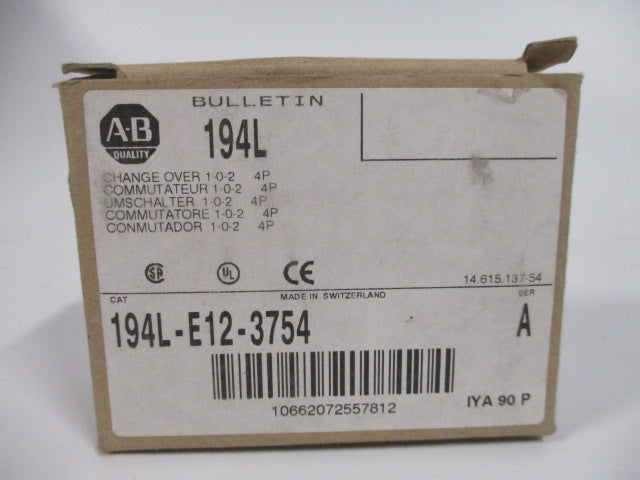 BULLETIN
A-B
QUALITY
194L
CHANGE OVER 1-0-2 4P
COMMUTATEUR 1-0-2 4P
UMSCHALTER 1-0-2 4P
COMMUTATORE 1-0-2 4P
CONMUTADOR 1-0-2 4P
SA
UL
CE
14.615.137-54
MADE IN SWITZERLAND
CAT
SER
194L-E12-3754
A
10662072557812
IYA 90 P